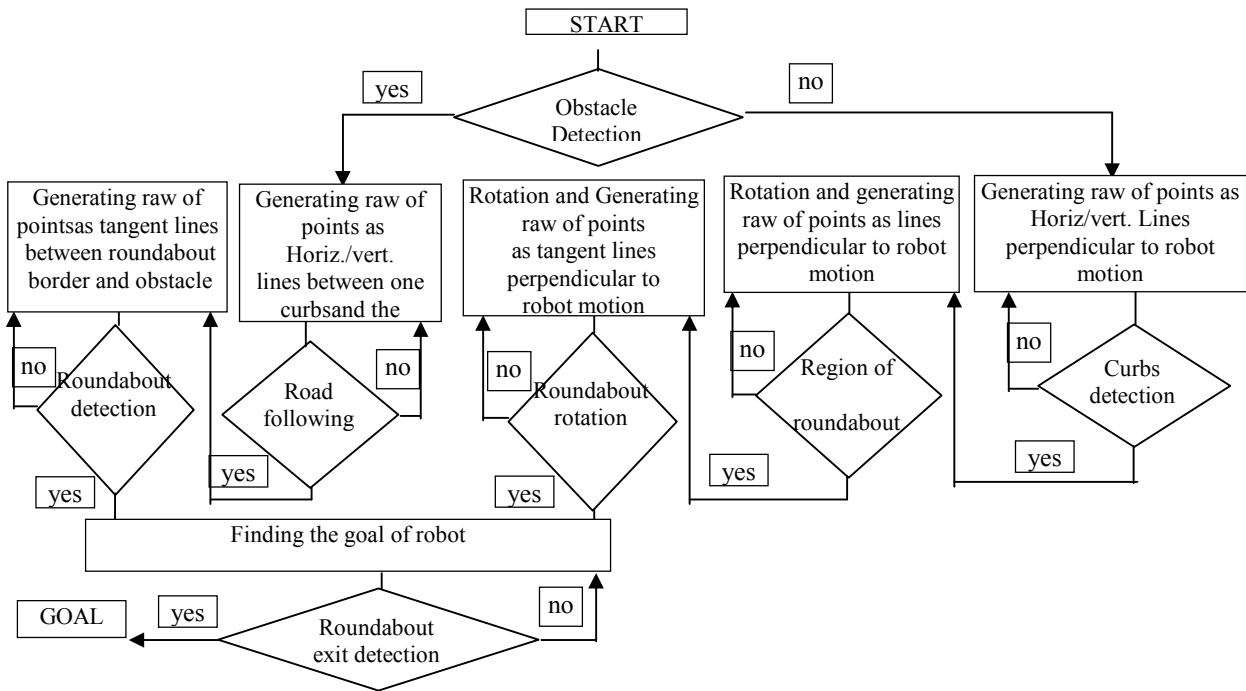 START
yes
no
Obstacle
Detection
Generating raw of
pointsas tangent lines
between roundabout
border and obstacle
Generating raw of
points as
Horiz./vert.
lines between one
curbsand the
Rotation and Generating
raw of points
as tangent lines
perpendicular to
robot motion
Rotation and generating
raw of points as lines
perpendicular to robot
motion
Generating raw of points as
Horiz/vert. Lines
perpendicular to robot
motion
no
Roundabout
detection
yes
no
Road
following
yes
no
Roundabout
rotation
yes
no
Region of
roundabout
yes
no
Curbs
detection
yes
Finding the goal of robot
GOAL
yes
no
Roundabout
exit detection